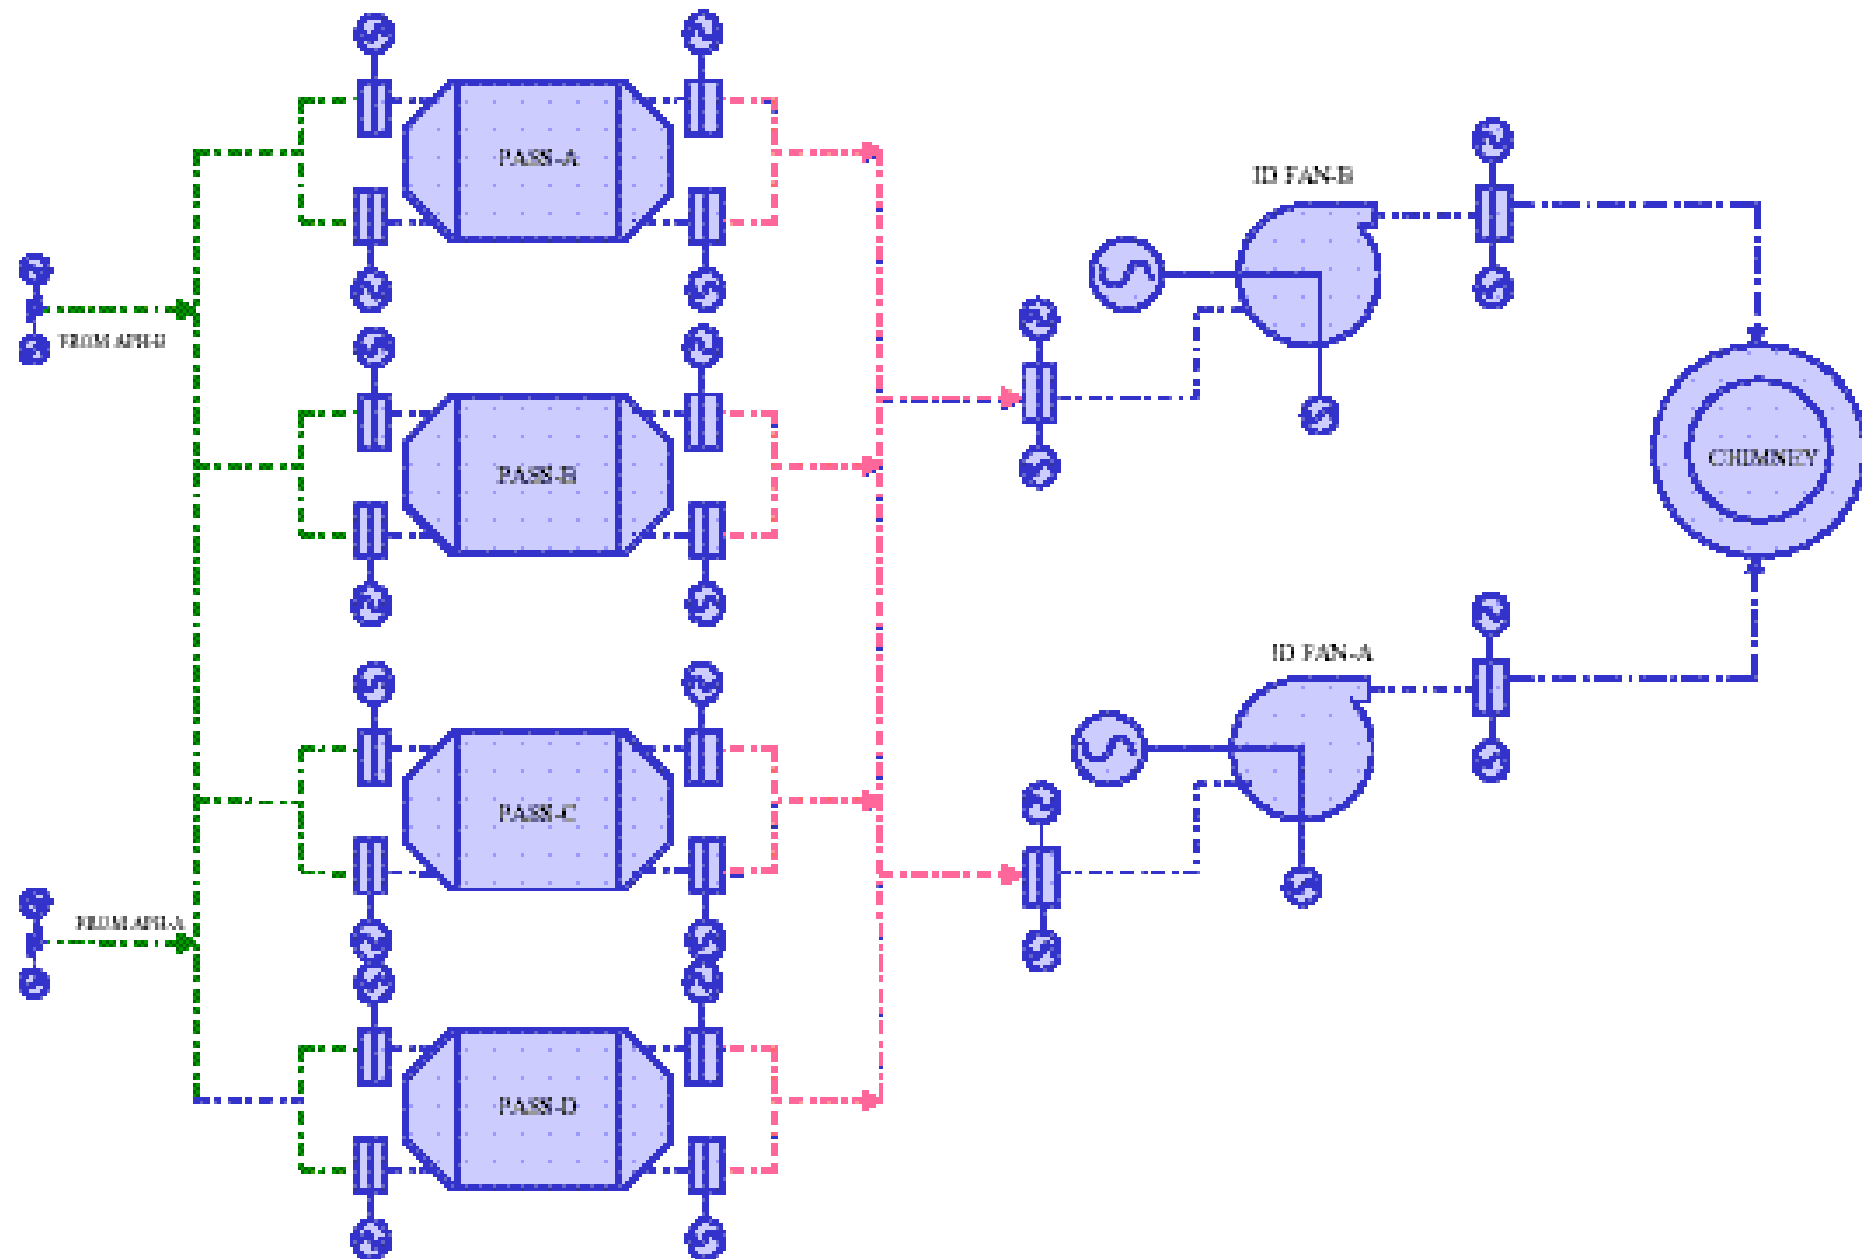 PASS-A
ID FAN-B
FROM APH-B
PASS-B
CHIMNEY
ID FAN-A
PASS-C
FROM APH-A
PASS-D